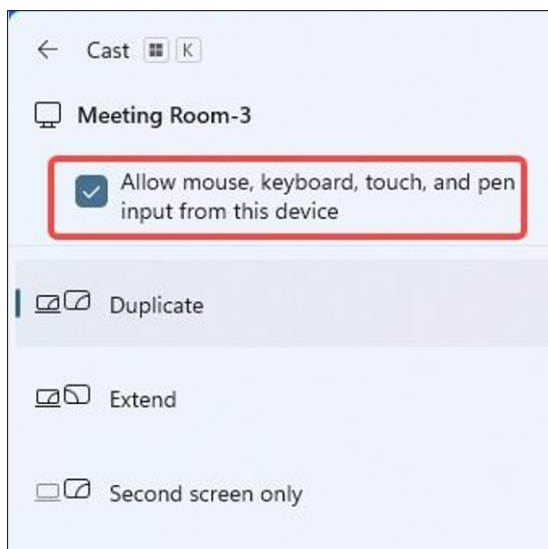 Cast K
Meeting Room-3
Allow mouse, keyboard, touch, and pen
input from this device
Duplicate
Extend
Second screen only